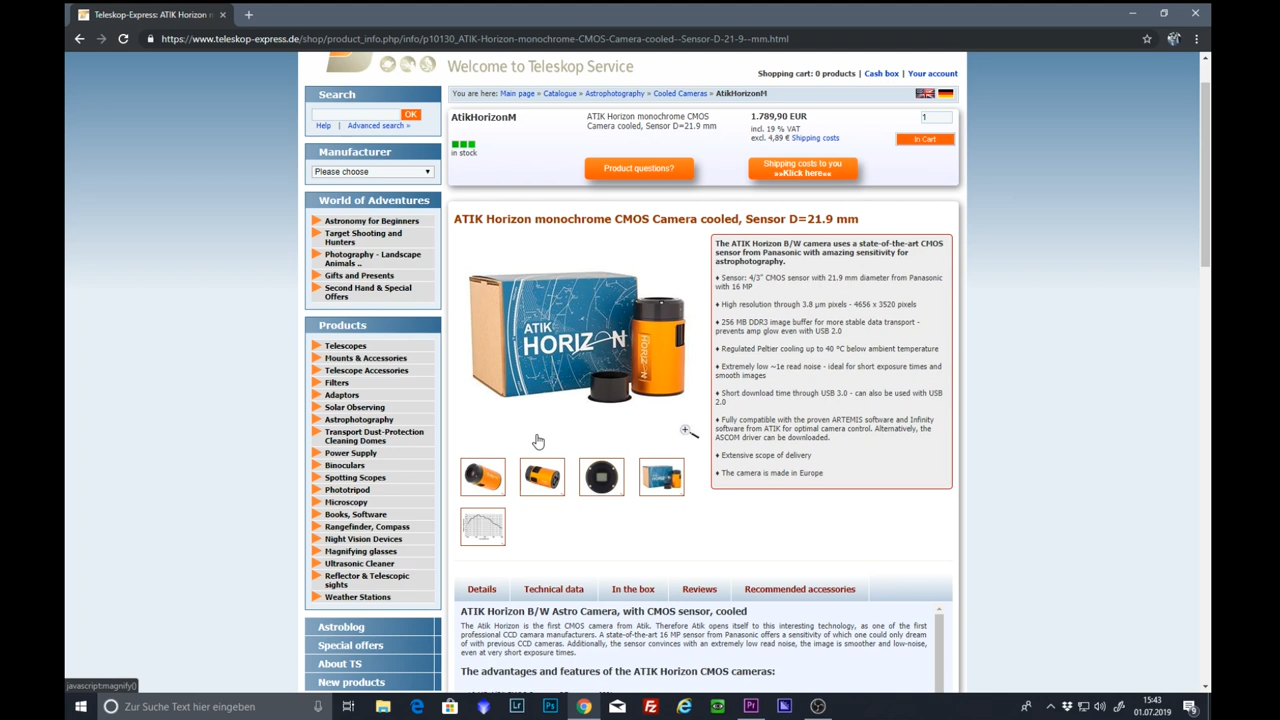 Teleskop-Express: ATIK Horizon n
https://www.teleskop-express.de/shop/product_info.php/info/p10130_ATIK-Horizon-monochrome-CMOS-Camera-cooled--Sensor-D-21-9--mm.html
Welcome to Teleskop Service
Shopping cart: 0 products | Cash box | Your account
Search
OK
Help | Advanced search »
Manufacturer
Please choose
World of Adventures
Astronomy for Beginners
Target Shooting and
Hunters
Photography - Landscape
Animals ..
Gifts and Presents
Second Hand & Special
Offers
Products
Telescopes
Mounts & Accessories
Telescope Accessories
Filters
Adaptors
Solar Observing
Astrophotography
Transport Dust-Protection
Cleaning Domes
Power Supply
Binoculars
Spotting Scopes
Phototripod
Microscopy
Books, Software
Rangefinder, Compass
Night Vision Devices
Magnifying glasses
Ultrasonic Cleaner
Reflector & Telescopic
sights
Weather Stations
Astroblog
Special offers
About TS
New products
You are here: Main page » Catalogue » Astrophotography » Cooled Cameras » AtikHorizonM
AtikHorizonM
in stock
ATIK Horizon monochrome CMOS
Camera cooled, Sensor D=21.9 mm
1.789,90 EUR
incl. 19 % VAT
excl. 4,89 € Shipping costs
1
In Cart
Product questions?
Shipping costs to you
»»Klick here««
ATIK Horizon monochrome CMOS Camera cooled, Sensor D=21.9 mm
ATIK
HORIZON
HORIZON
The ATIK Horizon B/W camera uses a state-of-the-art CMOS
sensor from Panasonic with amazing sensitivity for
astrophotography.
♦ Sensor: 4/3" CMOS sensor with 21.9 mm diameter from Panasonic
with 16 MP
♦ High resolution through 3.8 µm pixels - 4656 x 3520 pixels
♦ 256 MB DDR3 image buffer for more stable data transport -
prevents amp glow even with USB 2.0
♦ Regulated Peltier cooling up to 40 °C below ambient temperature
♦ Extremely low ~1e read noise - ideal for short exposure times and
smooth images
♦ Short download time through USB 3.0 - can also be used with USB
2.0
♦ Fully compatible with the proven ARTEMIS software and Infinity
software from ATIK for optimal camera control. Alternatively, the
ASCOM driver can be downloaded.
♦ Extensive scope of delivery
♦ The camera is made in Europe
Details
Technical data
In the box
Reviews
Recommended accessories
ATIK Horizon B/W Astro Camera, with CMOS sensor, cooled
The Atik Horizon is the first CMOS camera from Atik. Therefore Atik opens itself to this interesting technology, as one of the first
professional CCD camara manufacturers. A state-of-the-art 16 MP sensor from Panasonic offers a sensitivity of which one could only dream
of with previous CCD cameras. Additionally, the sensor convinces with an extremely low read noise, the image is smoother and low-noise,
even at very short exposure times.
The advantages and features of the ATIK Horizon CMOS cameras:
javascript:magnify()
Zur Suche Text hier eingeben
15:43
01.07.2019